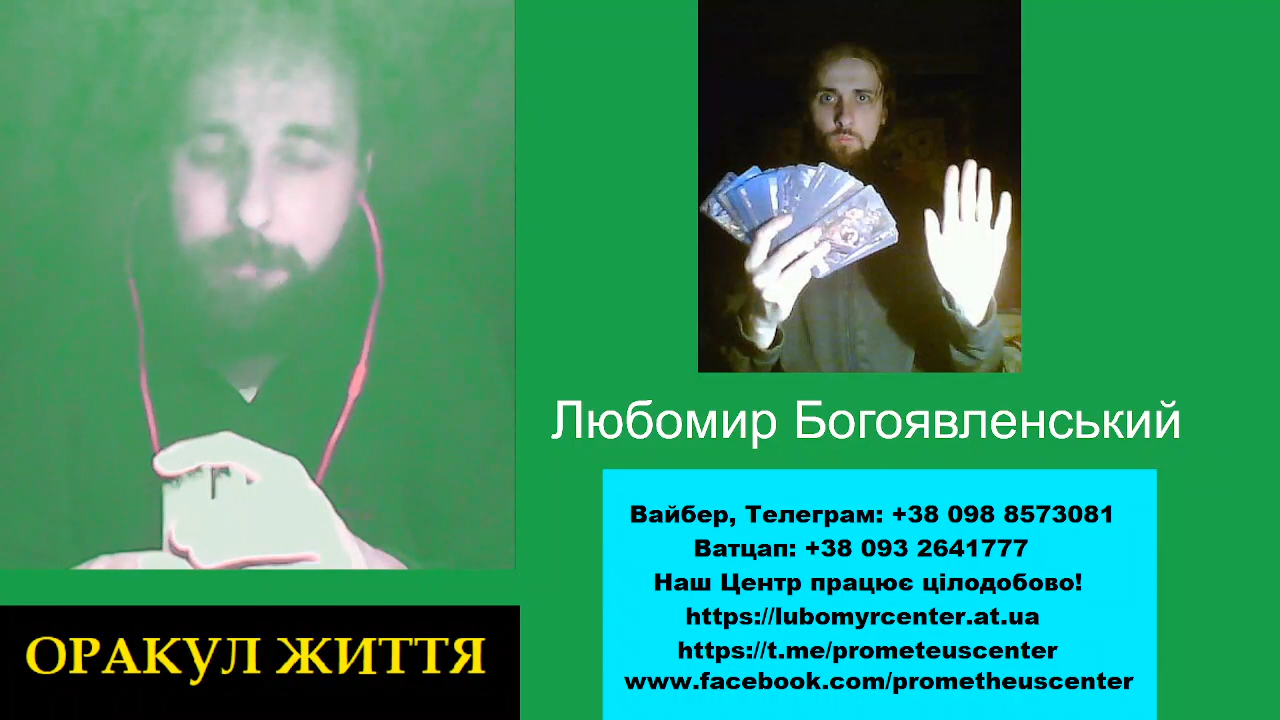 Любомир Богоявленський
Вайбер, Телеграм: +38 098 8573081
Ватцап: +38 093 2641777
Наш Центр працює цілодобово!
https://lubomyrcenter.at.ua
https://t.me/prometeuscenter
www.facebook.com/prometheuscenter
ОРАКУЛ ЖИТТЯ